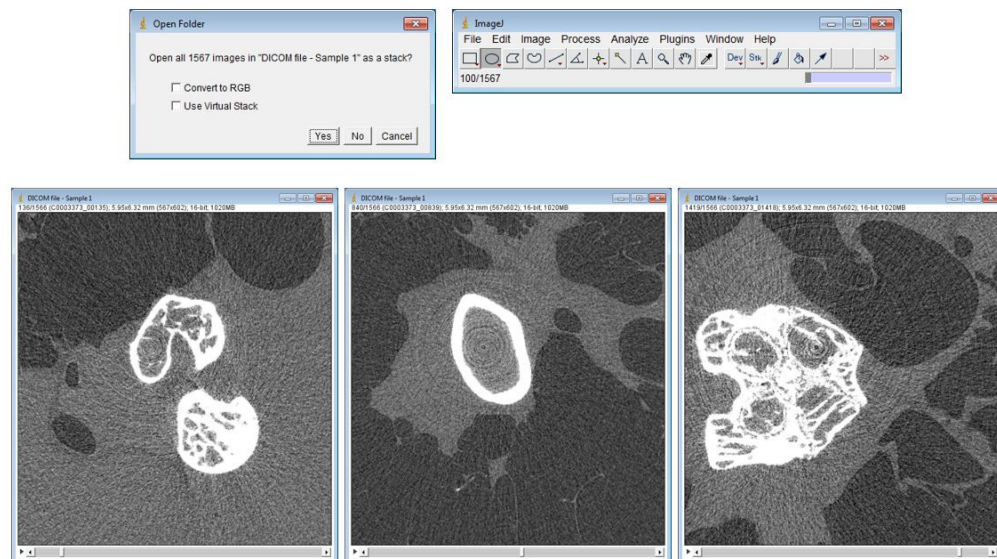 Open Folder
Open all 1567 images in "DICOM file - Sample 1" as a stack?
Convert to RGB
Use Virtual Stack
Yes No Cancel
ImageJ
File Edit Image Process Analyze Plugins Window Help
A Dev Stk >>
100/1567
DICOM file - Sample 1
136/1566 (C0003373_00135); 5.95x6.32 mm (567x602); 16-bit, 1020MB
DICOM file - Sample 1
840/1566 (C0003373_00839); 5.95x6.32 mm (567x602); 16-bit, 1020MB
DICOM file - Sample 1
1419/1566 (C0003373_01418); 5.95x6.32 mm (567x602); 16-bit, 1020MB